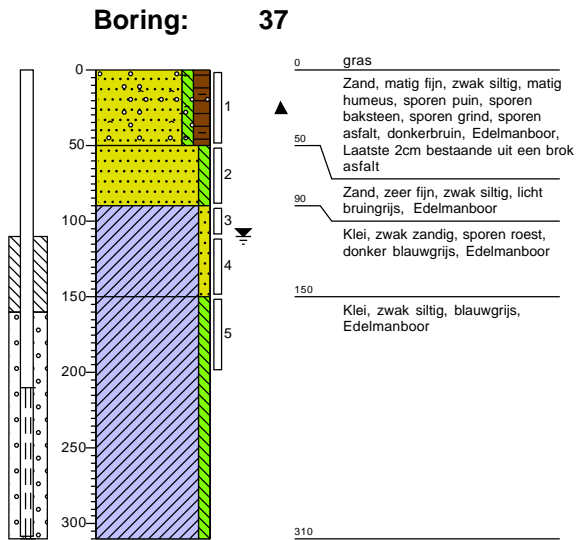 Boring: 37
0
50
100
150
200
250
300
1
2
3
4
5
0 gras
Zand, matig fijn, zwak siltig, matig
humeus, sporen puin, sporen
baksteen, sporen grind, sporen
asfalt, donkerbruin, Edelmanboor,
Laatste 2cm bestaande uit een brok
asfalt
50
Zand, zeer fijn, zwak siltig, licht
bruingrijs, Edelmanboor
90
Klei, zwak zandig, sporen roest,
donker blauwgrijs, Edelmanboor
150
Klei, zwak siltig, blauwgrijs,
Edelmanboor
310